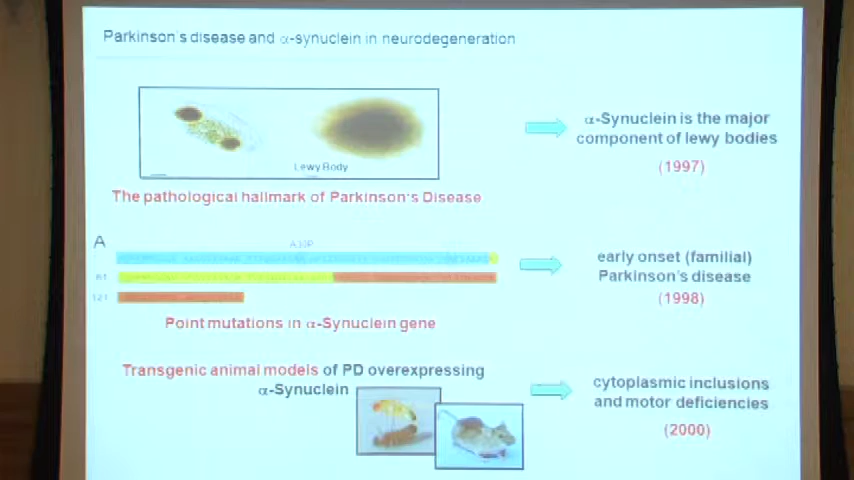 Parkinson's disease and α-synuclein in neurodegeneration
Lewy Body
The pathological hallmark of Parkinson's Disease
α-Synuclein is the major
component of lewy bodies
(1997)
A
A30P
61
121
Point mutations in α-Synuclein gene
early onset (familial)
Parkinson's disease
(1998)
Transgenic animal models of PD overexpressing
α-Synuclein
cytoplasmic inclusions
and motor deficiencies
(2000)